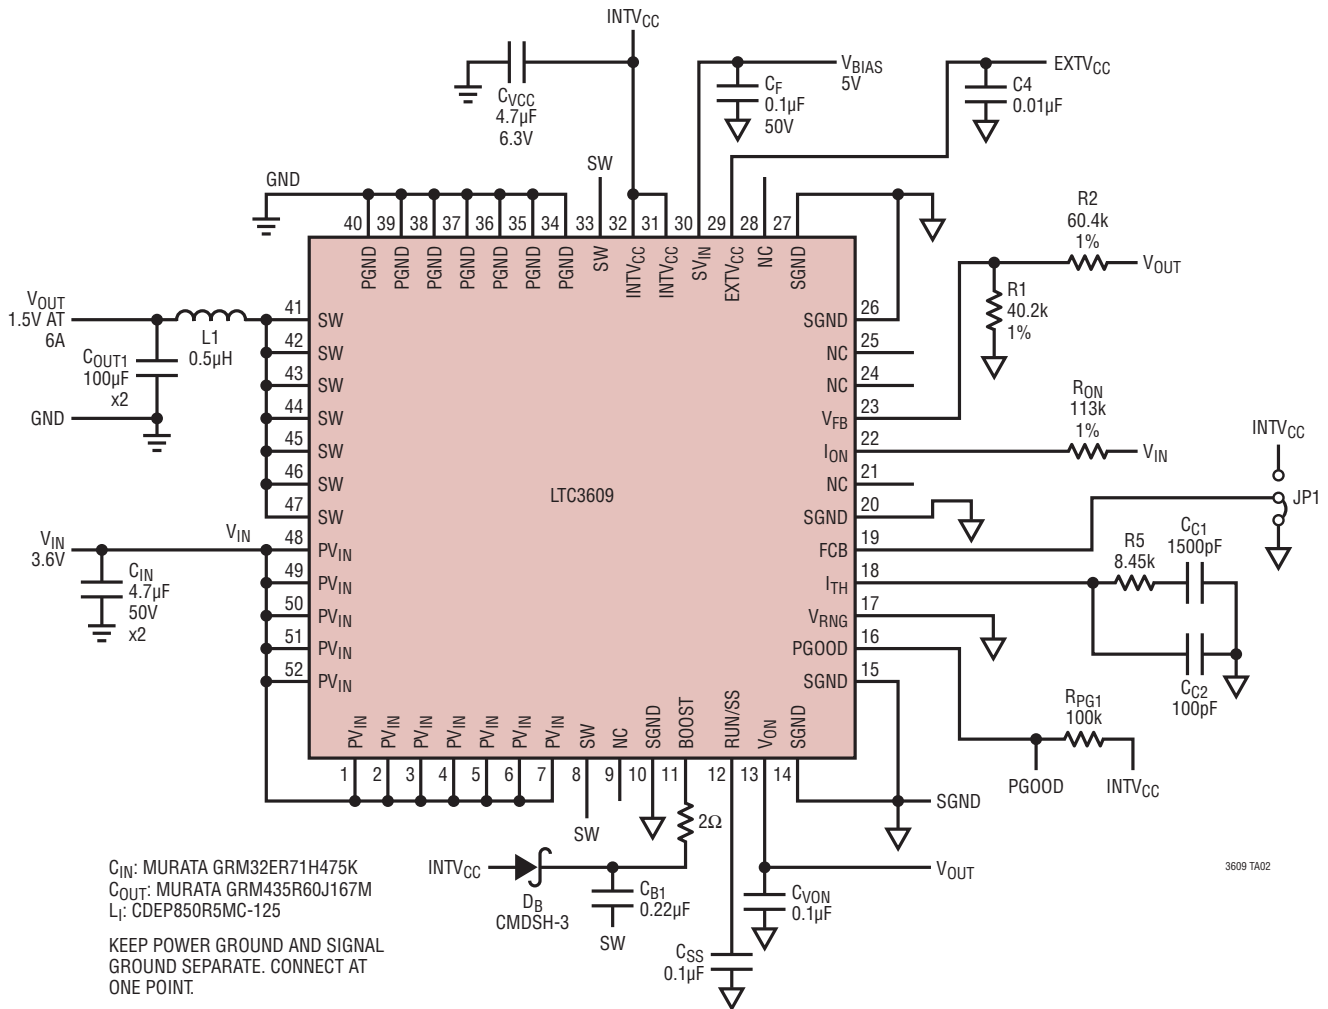 INTVCC
CVCC
4.7µF
6.3V
CF
0.1µF
50V
VBIAS
5V
EXTVCC
C4
0.01µF
GND
SW
40 39 38 37 36 35 34 33 32 31 30 29 28 27
PGND PGND PGND PGND PGND PGND PGND SW INTVCC INTVCC SVIN EXTVCC NC SGND
R2
60.4k
1%
VOUT
R1
40.2k
1%
VOUT
1.5V AT
6A
L1
0.5µH
COUT1
100µF
x2
GND
41 SW
42 SW
43 SW
44 SW
45 SW
46 SW
47 SW
48 PVIN
49 PVIN
50 PVIN
51 PVIN
52 PVIN
VIN
3.6V
VIN
CIN
4.7µF
50V
x2
LTC3609
SGND 26
NC 25
NC 24
VFB 23
ION 22
NC 21
SGND 20
FCB 19
ITH 18
VRNG 17
PGOOD 16
SGND 15
RON
113k
1%
VIN
INTVCC
JP1
R5
8.45k
CC1
1500pF
CC2
100pF
RPG1
100k
PGOOD
INTVCC
PVIN PVIN PVIN PVIN PVIN PVIN PVIN SW NC SGND BOOST RUN/SS VON SGND
1 2 3 4 5 6 7 8 9 10 11 12 13 14
SW
2Ω
SGND
INTVCC
DB
CMDSH-3
CB1
0.22µF
SW
CVON
0.1µF
VOUT
CSS
0.1µF
3609 TA02
CIN: MURATA GRM32ER71H475K
COUT: MURATA GRM435R60J167M
LI: CDEP850R5MC-125
KEEP POWER GROUND AND SIGNAL
GROUND SEPARATE. CONNECT AT
ONE POINT.